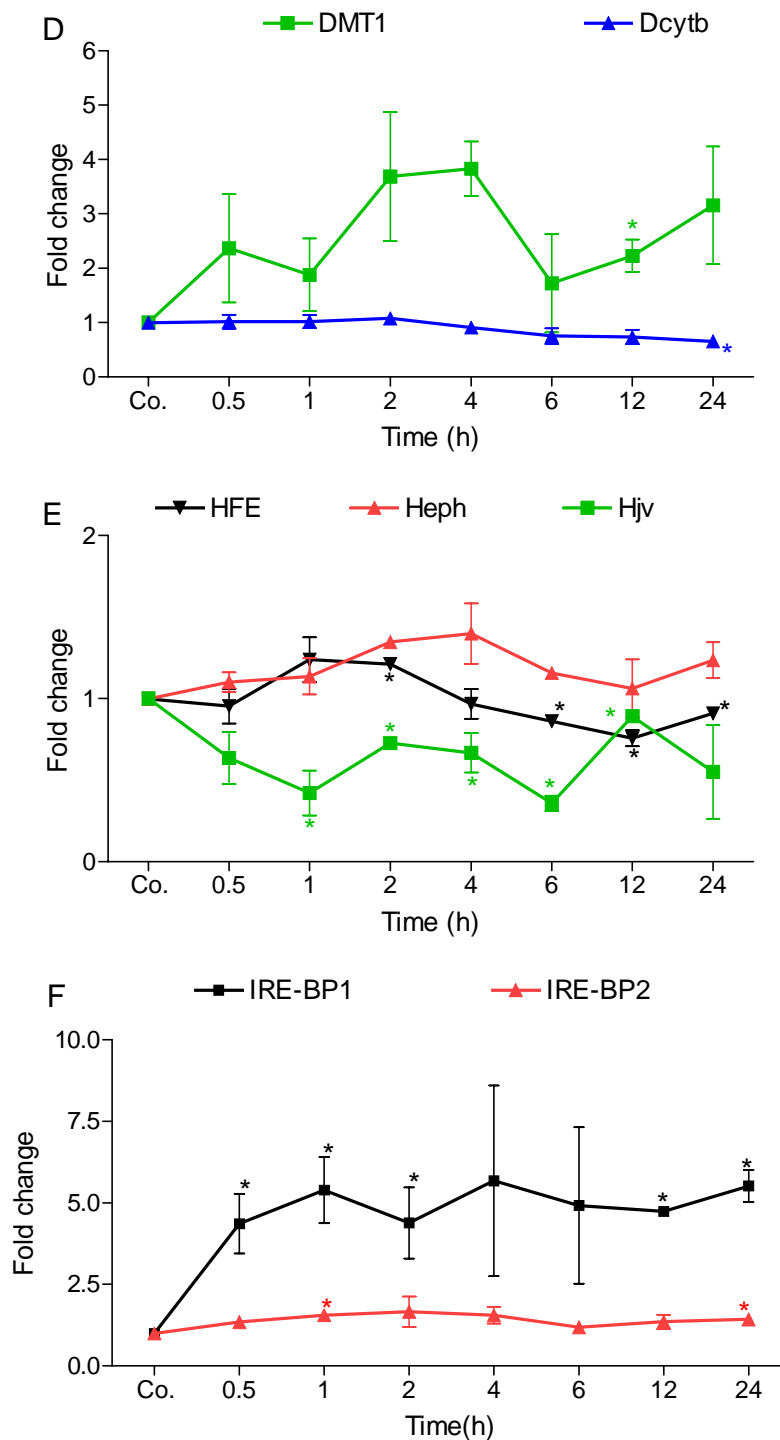 D
DMT1 Dcytb
6
5
4
3
2
1
0
Fold change
*
*
Co. 0.5 1 2 4 6 12 24
Time (h)
E
HFE Heph Hjv
2
1
0
Fold change
* * * *
* * * * *
Co. 0.5 1 2 4 6 12 24
Time (h)
F
IRE-BP1 IRE-BP2
10.0
7.5
5.0
2.5
0.0
Fold change
* * * * *
* *
Co. 0.5 1 2 4 6 12 24
Time(h)